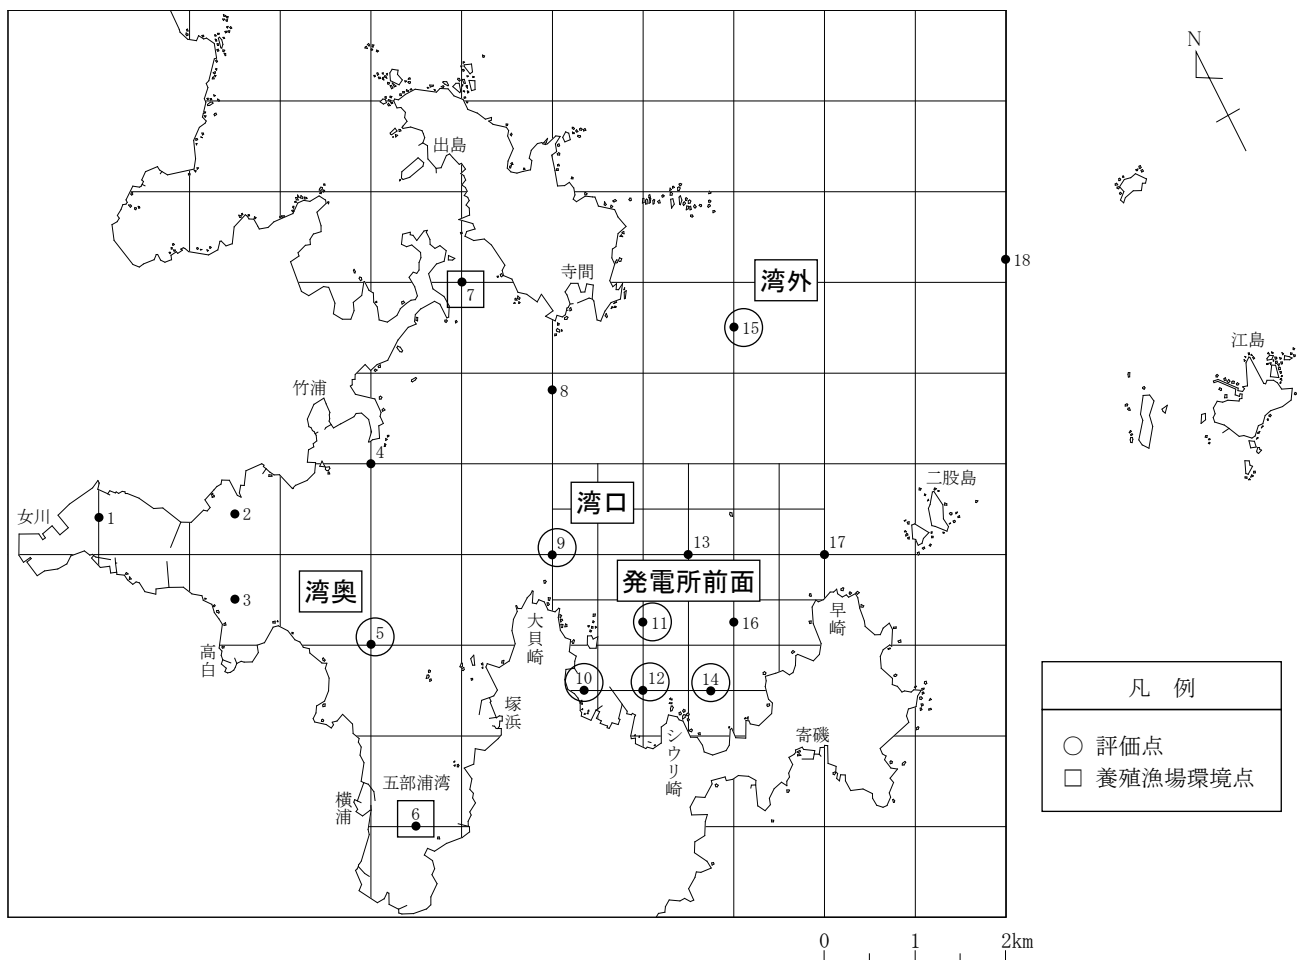 N
出島
寺間
湾外
18
7
15
江島
竹浦
8
4
二股島
湾口
女川
1
2
9
13
17
発電所前面
湾奥
3
5
大貝崎
11
16
早崎
高白
10
12
14
凡 例
塚浜
シウリ崎
寄磯
○ 評価点
□ 養殖漁場環境点
五部浦湾
横浦
6
0 1 2km